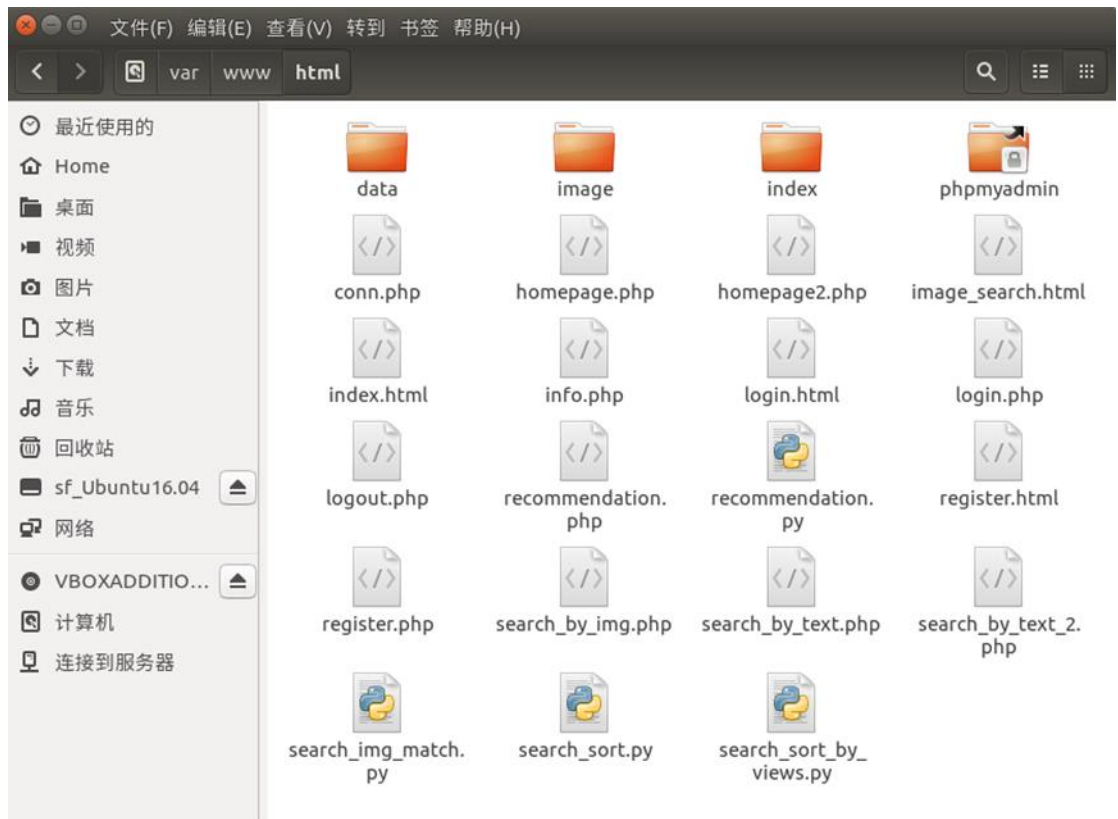 文件(F) 编辑(E) 查看(V) 转到 书签 帮助(H)
var www html
最近使用的
Home
桌面
视频
图片
文档
下载
音乐
回收站
sf_Ubuntu16.04
网络
VBOXADDITIO...
计算机
连接到服务器
data image index phpmyadmin
conn.php homepage.php homepage2.php image_search.html
index.html info.php login.html login.php
logout.php recommendation. recommendation. register.html
php py
register.php search_by_img.php search_by_text.php search_by_text_2.
php
search_img_match. search_sort.py search_sort_by_
py views.py